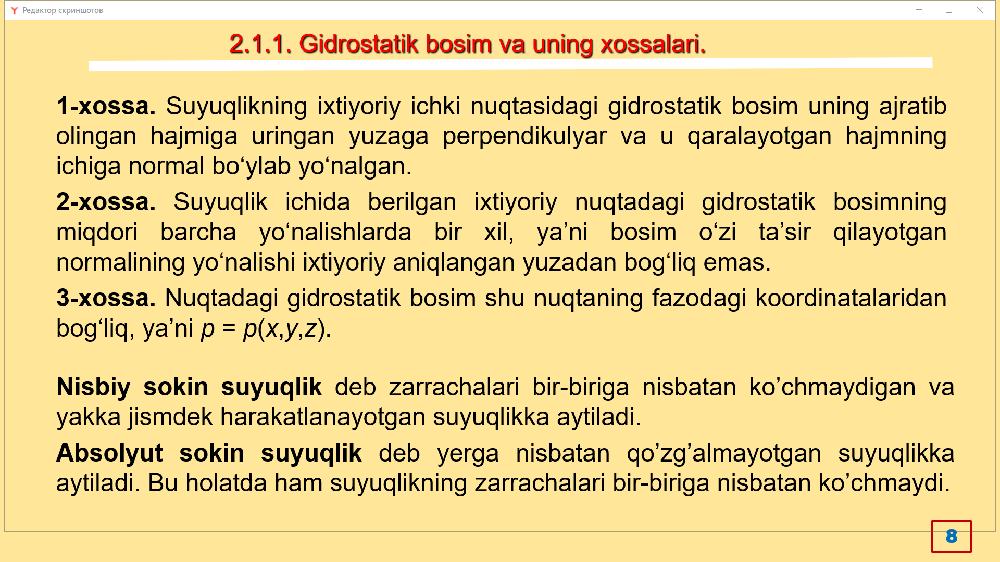 Редактор скриншотов
2.1.1. Gidrostatik bosim va uning xossalari.
1-xossa. Suyuqlikning ixtiyoriy ichki nuqtasidagi gidrostatik bosim uning ajratib
olingan hajmiga uringan yuzaga perpendikulyar va u qaralayotgan hajmning
ichiga normal bo‘ylab yo‘nalgan.
2-xossa. Suyuqlik ichida berilgan ixtiyoriy nuqtadagi gidrostatik bosimning
miqdori barcha yo‘nalishlarda bir xil, ya’ni bosim o‘zi ta’sir qilayotgan
normalining yo‘nalishi ixtiyoriy aniqlangan yuzadan bog‘liq emas.
3-xossa. Nuqtadagi gidrostatik bosim shu nuqtaning fazodagi koordinatalaridan
bog‘liq, ya’ni p = p(x,y,z).
Nisbiy sokin suyuqlik deb zarrachalari bir-biriga nisbatan ko’chmaydigan va
yakka jismdek harakatlanayotgan suyuqlikka aytiladi.
Absolyut sokin suyuqlik deb yerga nisbatan qo’zg’almayotgan suyuqlikka
aytiladi. Bu holatda ham suyuqlikning zarrachalari bir-biriga nisbatan ko’chmaydi.
8